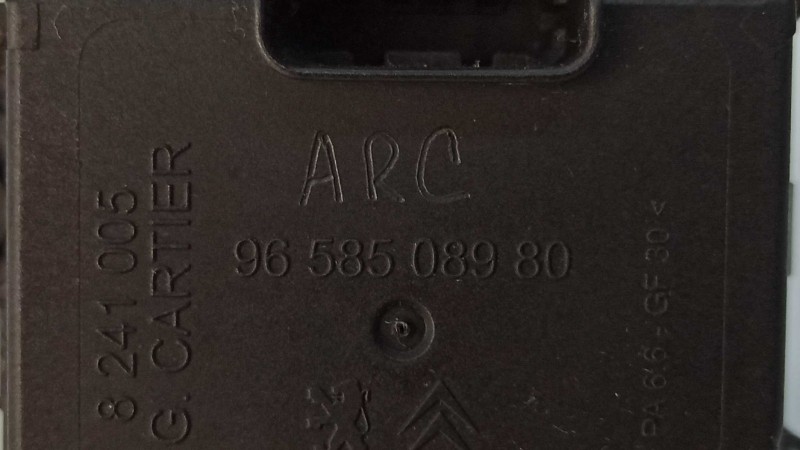 ARC
96 585 089 80
8 241 005
G. CARTIER
PA 6.6 - GF 30 <